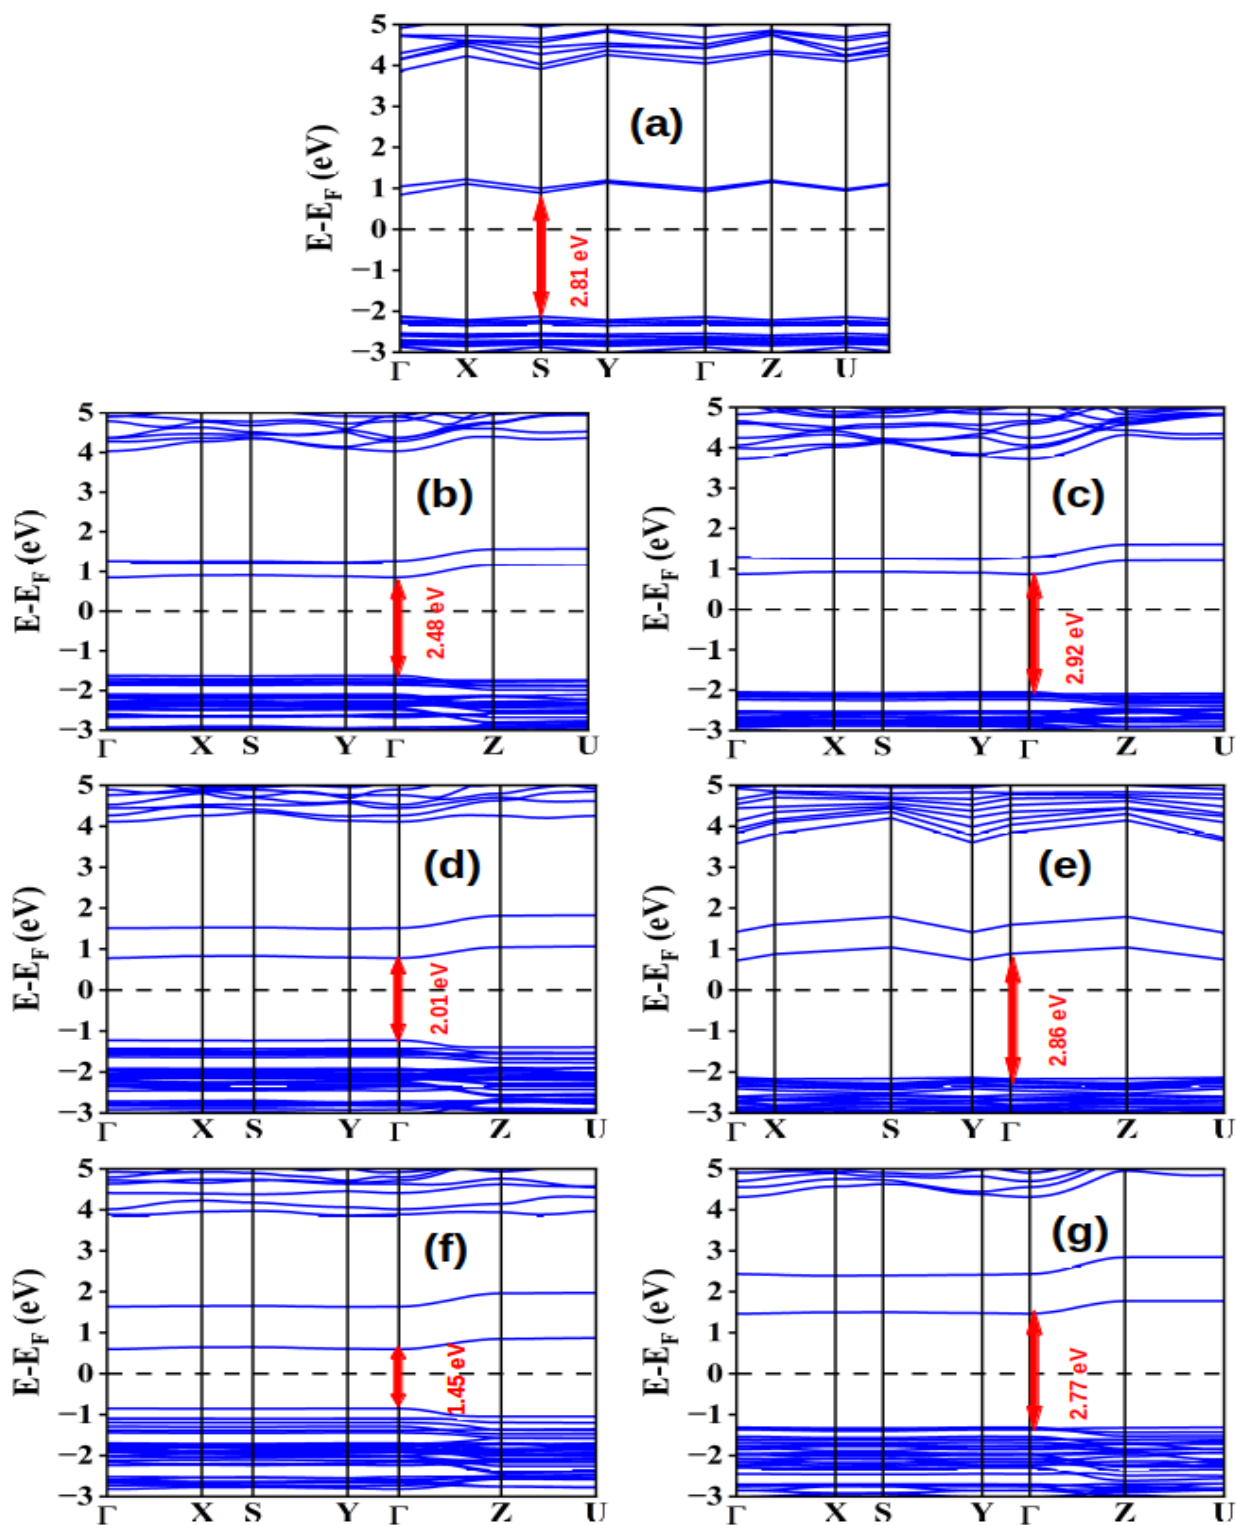 5
4
3
2
1
0
−1
−2
−3
E-E_F (eV)
(a)
2.81 eV
Γ X S Y Γ Z U
5
4
3
2
1
0
−1
−2
−3
E-E_F (eV)
(b)
2.48 eV
Γ X S Y Γ Z U
5
4
3
2
1
0
−1
−2
−3
E-E_F (eV)
(c)
2.92 eV
Γ X S Y Γ Z U
5
4
3
2
1
0
−1
−2
−3
E-E_F (eV)
(d)
2.01 eV
Γ X S Y Γ Z U
5
4
3
2
1
0
−1
−2
−3
E-E_F (eV)
(e)
2.86 eV
Γ X S Y Γ Z U
5
4
3
2
1
0
−1
−2
−3
E-E_F (eV)
(f)
1.45 eV
Γ X S Y Γ Z U
5
4
3
2
1
0
−1
−2
−3
E-E_F (eV)
(g)
2.77 eV
Γ X S Y Γ Z U